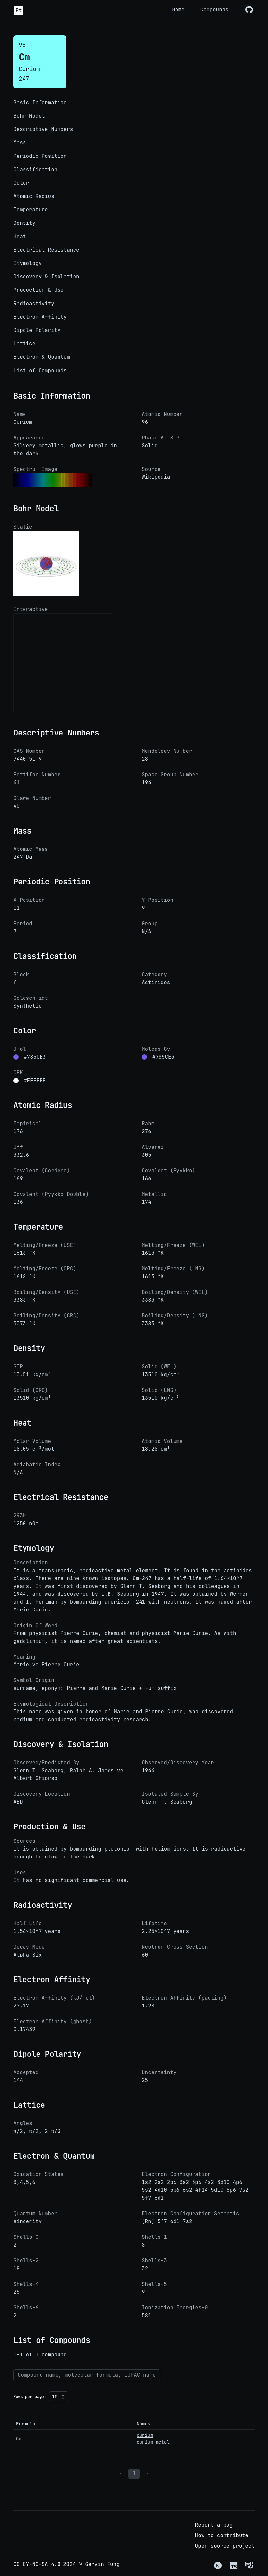 Pt
Home
Compounds
96
Cm
Curium
247
Basic Information
Bohr Model
Descriptive Numbers
Mass
Periodic Position
Classification
Color
Atomic Radius
Temperature
Density
Heat
Electrical Resistance
Etymology
Discovery & Isolation
Production & Use
Radioactivity
Electron Affinity
Dipole Polarity
Lattice
Electron & Quantum
List of Compounds
Basic Information
Name
Curium
Atomic Number
96
Appearance
Silvery metallic, glows purple in
the dark
Phase At STP
Solid
Spectrum Image
Source
Wikipedia
Bohr Model
Static
Interactive
Descriptive Numbers
CAS Number
7440-51-9
Mendeleev Number
28
Pettifor Number
41
Space Group Number
194
Glawe Number
40
Mass
Atomic Mass
247 Da
Periodic Position
X Position
11
Y Position
9
Period
7
Group
N/A
Classification
Block
f
Category
Actinides
Goldschmidt
Synthetic
Color
Jmol
#785CE3
Molcas Gv
#785CE3
CPK
#FFFFFF
Atomic Radius
Empirical
176
Rahm
276
Uff
332.6
Alvarez
305
Covalent (Cordero)
169
Covalent (Pyykko)
166
Covalent (Pyykko Double)
136
Metallic
174
Temperature
Melting/Freeze (USE)
1613 °K
Melting/Freeze (WEL)
1613 °K
Melting/Freeze (CRC)
1618 °K
Melting/Freeze (LNG)
1613 °K
Boiling/Density (USE)
3383 °K
Boiling/Density (WEL)
3383 °K
Boiling/Density (CRC)
3373 °K
Boiling/Density (LNG)
3383 °K
Density
STP
13.51 kg/cm³
Solid (WEL)
13510 kg/cm³
Solid (CRC)
13510 kg/cm³
Solid (LNG)
13510 kg/cm³
Heat
Molar Volume
18.05 cm³/mol
Atomic Volume
18.28 cm³
Adiabatic Index
N/A
Electrical Resistance
293k
1250 nΩm
Etymology
Description
It is a transuranic, radioactive metal element. It is found in the actinides
class. There are nine known isotopes. Cm-247 has a half-life of 1.64×10^7
years. It was first discovered by Glenn T. Seaborg and his colleagues in
1944, and was discovered by L.B. Seaborg in 1947. It was obtained by Werner
and I. Perlman by bombarding americium-241 with neutrons. It was named after
Marie Curie.
Origin Of Word
From physicist Pierre Curie, chemist and physicist Marie Curie. As with
gadolinium, it is named after great scientists.
Meaning
Marie ve Pierre Curie
Symbol Origin
surname, eponym: Pierre and Marie Curie + -um suffix
Etymological Description
This name was given in honor of Marie and Pierre Curie, who discovered
radium and conducted radioactivity research.
Discovery & Isolation
Observed/Predicted By
Glenn T. Seaborg, Ralph A. James ve
Albert Ghiorso
Observed/Discovery Year
1944
Discovery Location
ABD
Isolated Sample By
Glenn T. Seaborg
Production & Use
Sources
It is obtained by bombarding plutonium with helium ions. It is radioactive
enough to glow in the dark.
Uses
It has no significant commercial use.
Radioactivity
Half Life
1.56×10^7 years
Lifetime
2.25×10^7 years
Decay Mode
Alpha Six
Neutron Cross Section
60
Electron Affinity
Electron Affinity (kJ/mol)
27.17
Electron Affinity (pauling)
1.28
Electron Affinity (ghosh)
0.17439
Dipole Polarity
Accepted
144
Uncertainty
25
Lattice
Angles
π/2, π/2, 2 π/3
Electron & Quantum
Oxidation States
3,4,5,6
Electron Configuration
1s2 2s2 2p6 3s2 3p6 4s2 3d10 4p6
5s2 4d10 5p6 6s2 4f14 5d10 6p6 7s2
5f7 6d1
Quantum Number
sincerity
Electron Configuration Semantic
[Rn] 5f7 6d1 7s2
Shells-0
2
Shells-1
8
Shells-2
18
Shells-3
32
Shells-4
25
Shells-5
9
Shells-6
2
Ionization Energies-0
581
List of Compounds
1-1 of 1 compound
Compound name, molecular formula, IUPAC name
Rows per page:
10
Formula
Names
Cm
curium
curium metal
‹
1
›
Report a bug
How to contribute
Open source project
CC BY-NC-SA 4.0 2024 © Gervin Fung